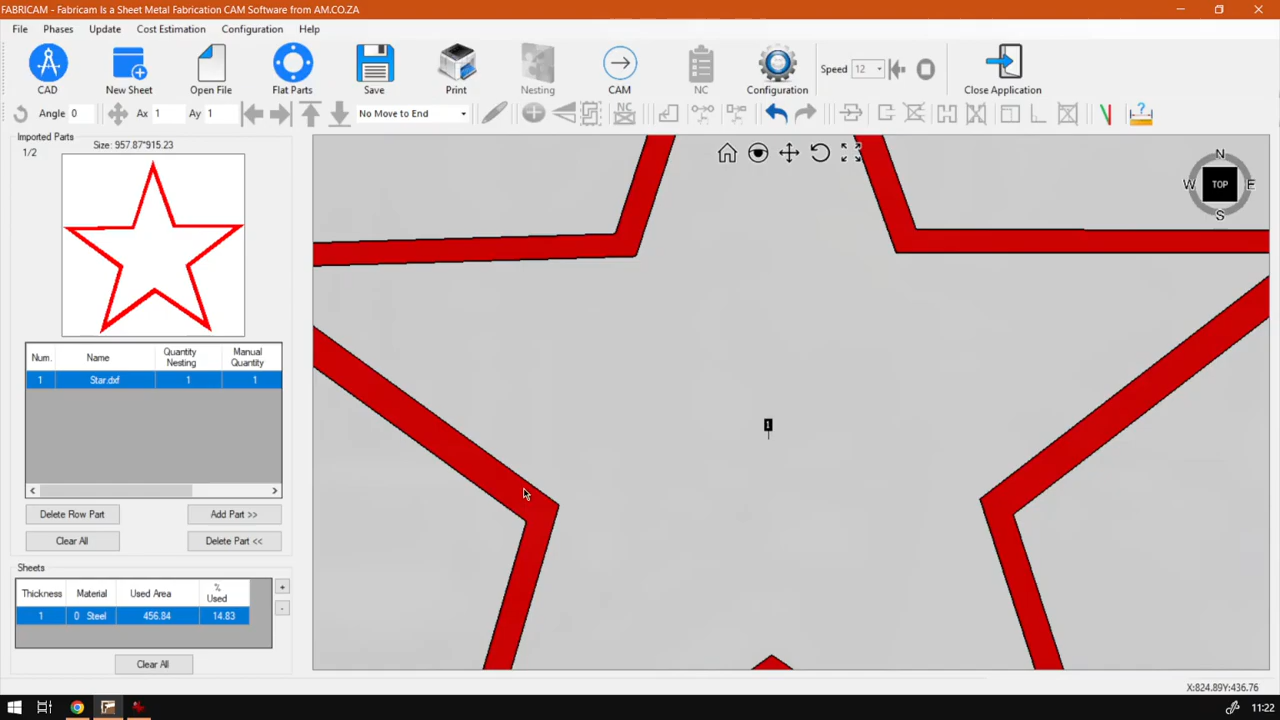 FABRICAM - Fabricam Is a Sheet Metal Fabrication CAM Software from AM.CO.ZA
File Phases Update Cost Estimation Configuration Help
CAD New Sheet Open File Flat Parts Save Print Nesting CAM NC Configuration Speed 12 Close Application
Angle 0 Ax 1 Ay 1 No Move to End NC
Imported Parts
1/2
Size: 957.87*915.23
Num. Name Quantity Nesting Manual Quantity
1 Star.dxf 1 1
Delete Row Part Add Part >>
Clear All Delete Part <<
Sheets
Thickness Material Used Area % Used
1 0 Steel 456.84 14.83
+
-
Clear All
N
W TOP E
S
1
X:824.89Y:436.76
11:22